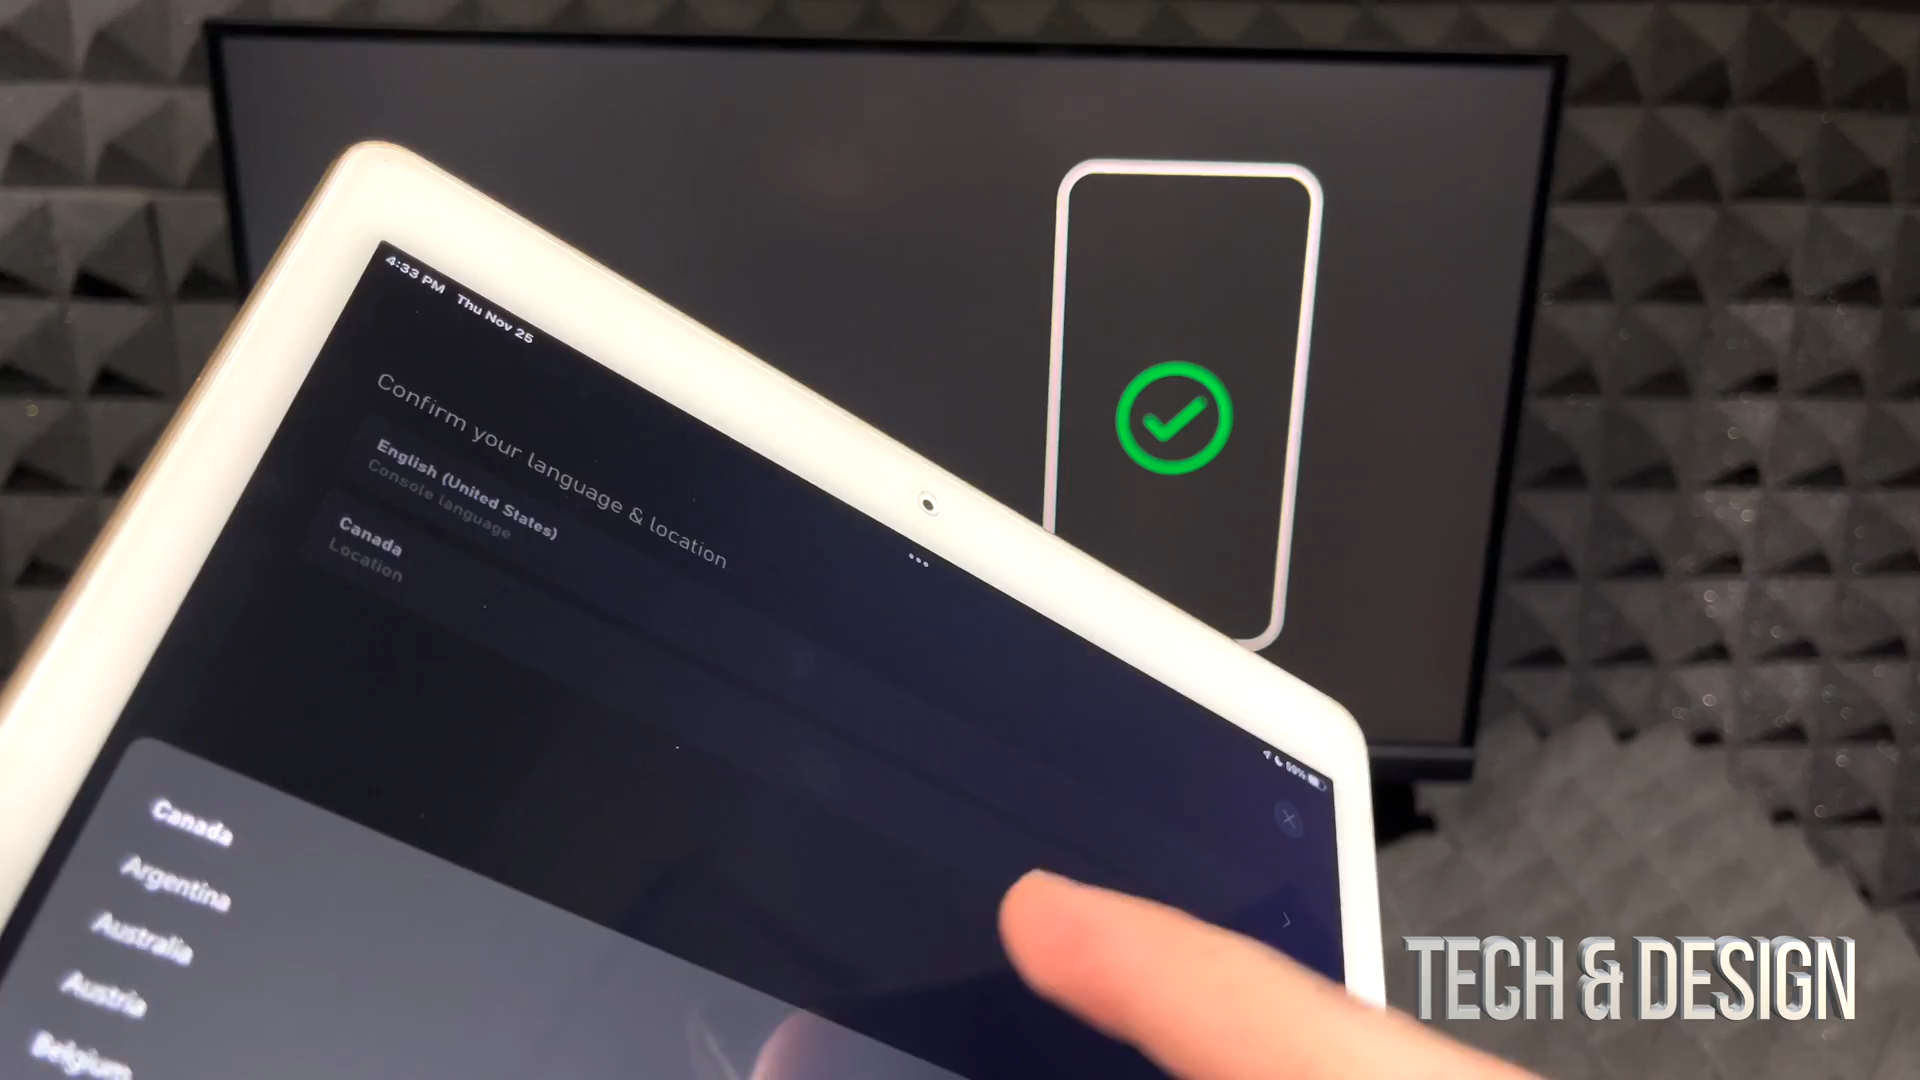 4:33 PM Thu Nov 25
59%
Confirm your language & location
English (United States)
Console language
Canada
Location
Canada
Argentina
Australia
Austria
Belgium
TECH & DESIGN